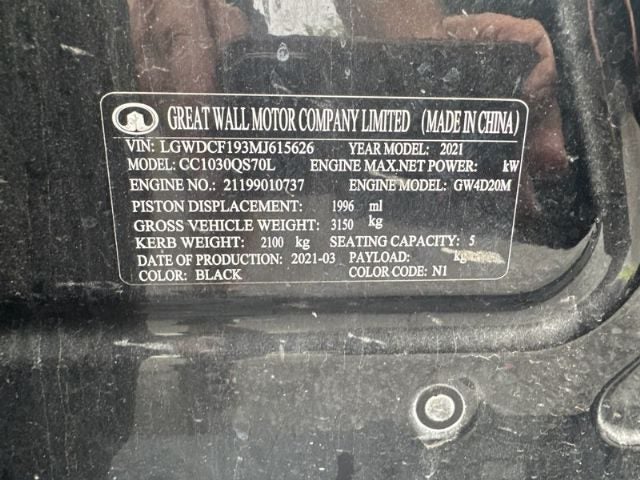 GREAT WALL MOTOR COMPANY LIMITED (MADE IN CHINA)
VIN: LGWDCF193MJ615626 YEAR MODEL: 2021
MODEL: CC1030QS70L ENGINE MAX.NET POWER: kW
ENGINE NO.: 21199010737 ENGINE MODEL: GW4D20M
PISTON DISPLACEMENT: 1996 ml
GROSS VEHICLE WEIGHT: 3150 kg
KERB WEIGHT: 2100 kg SEATING CAPACITY: 5
DATE OF PRODUCTION: 2021-03 PAYLOAD: kg
COLOR: BLACK COLOR CODE: N1